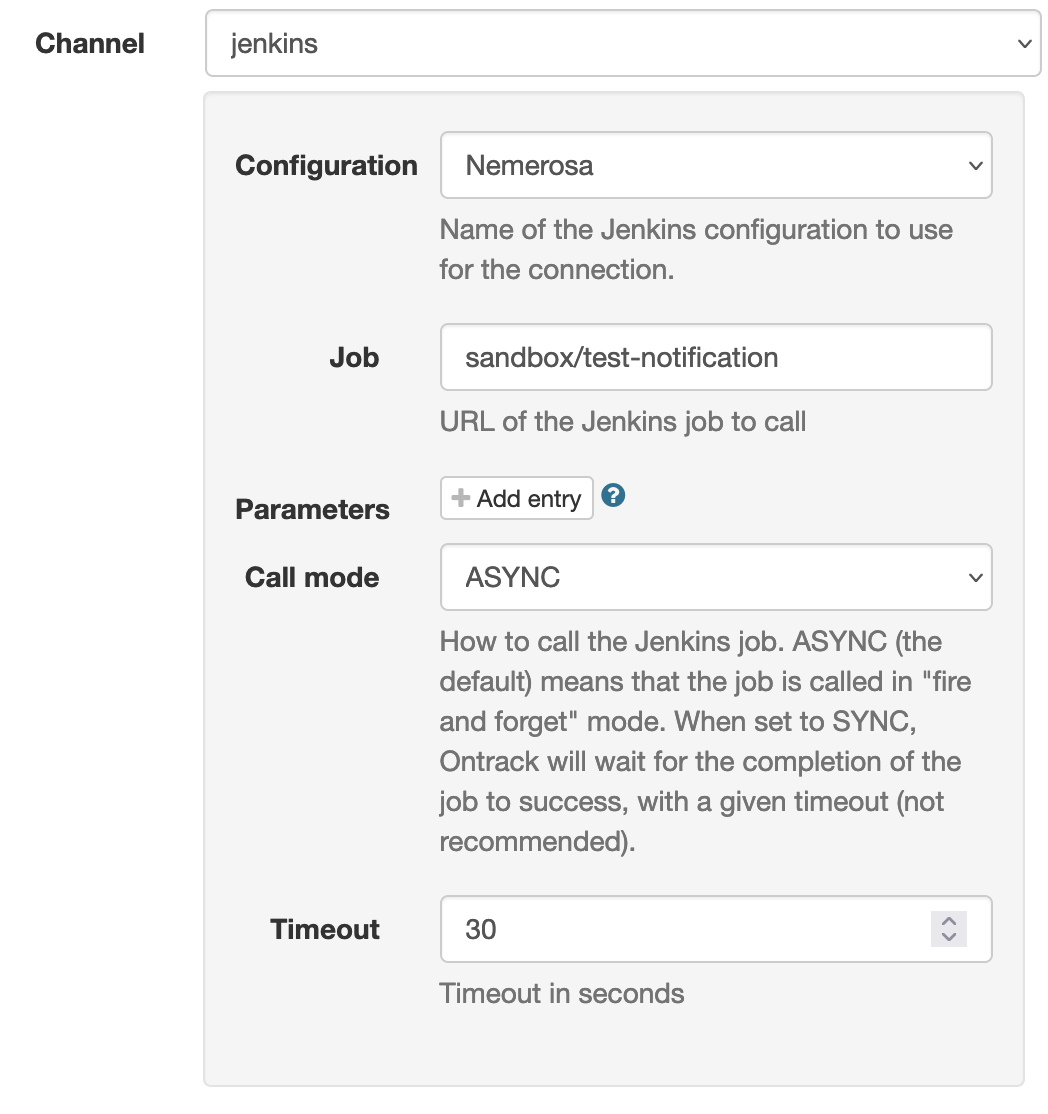 Channel jenkins
Configuration Nemerosa
Name of the Jenkins configuration to use
for the connection.
Job sandbox/test-notification
URL of the Jenkins job to call
Parameters + Add entry ?
Call mode ASYNC
How to call the Jenkins job. ASYNC (the
default) means that the job is called in "fire
and forget" mode. When set to SYNC,
Ontrack will wait for the completion of the
job to success, with a given timeout (not
recommended).
Timeout 30
Timeout in seconds